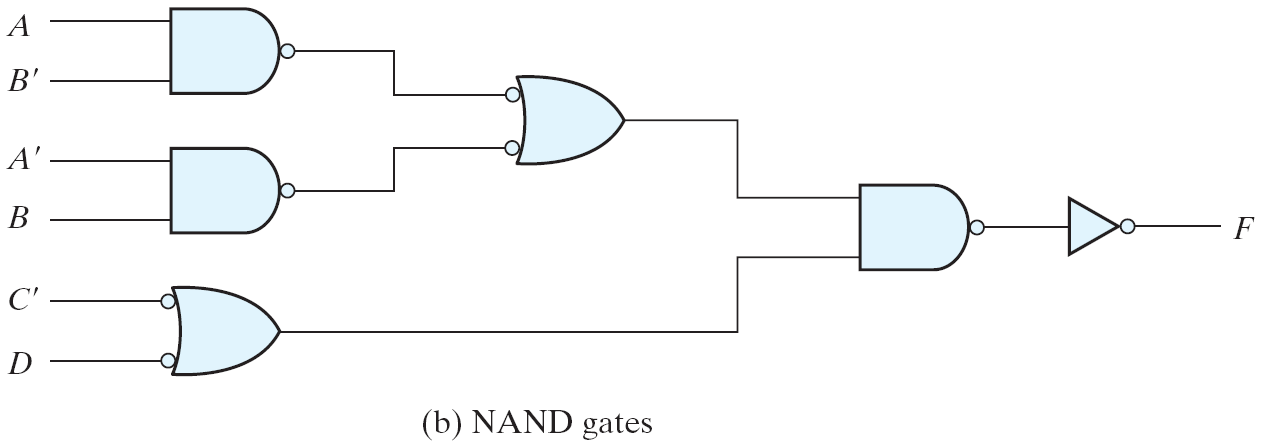 A
B′
A′
B
F
C′
D
(b) NAND gates